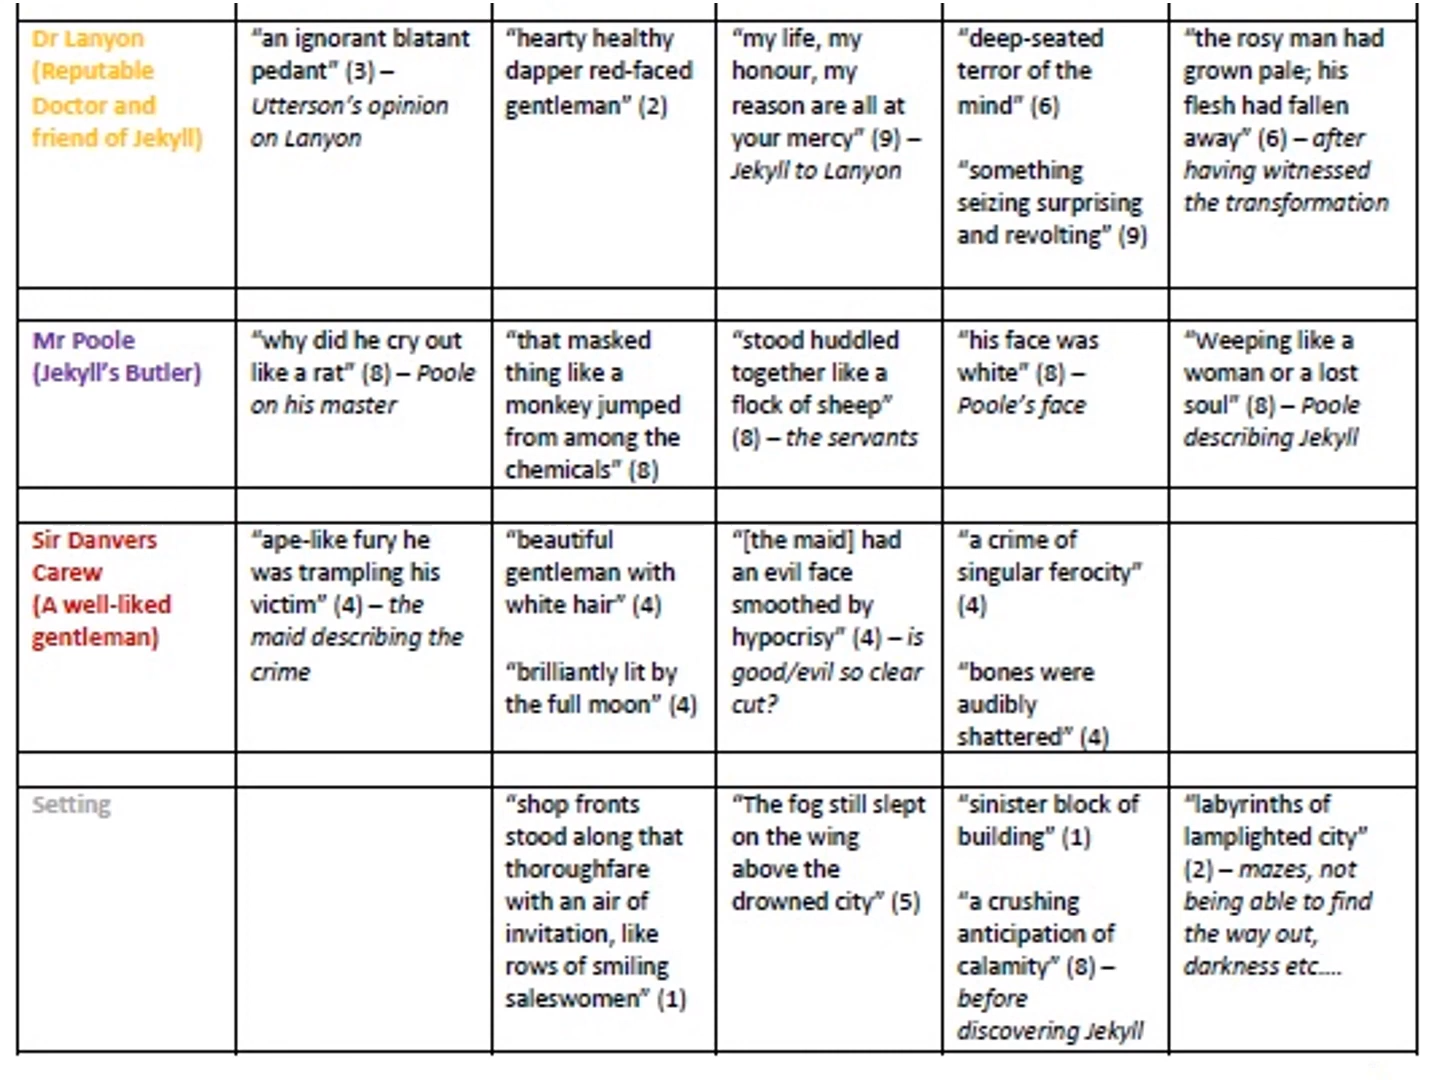 Dr Lanyon
(Reputable
Doctor and
friend of Jekyll)
“an ignorant blatant
pedant” (3) –
Utterson’s opinion
on Lanyon
“hearty healthy
dapper red-faced
gentleman” (2)
“my life, my
honour, my
reason are all at
your mercy” (9) –
Jekyll to Lanyon
“deep-seated
terror of the
mind” (6)
“something
seizing surprising
and revolting” (9)
“the rosy man had
grown pale; his
flesh had fallen
away” (6) – after
having witnessed
the transformation
Mr Poole
(Jekyll’s Butler)
“why did he cry out
like a rat” (8) – Poole
on his master
“that masked
thing like a
monkey jumped
from among the
chemicals” (8)
“stood huddled
together like a
flock of sheep”
(8) – the servants
“his face was
white” (8) –
Poole’s face
“Weeping like a
woman or a lost
soul” (8) – Poole
describing Jekyll
Sir Danvers
Carew
(A well-liked
gentleman)
“ape-like fury he
was trampling his
victim” (4) – the
maid describing the
crime
“beautiful
gentleman with
white hair” (4)
“brilliantly lit by
the full moon” (4)
“[the maid] had
an evil face
smoothed by
hypocrisy” (4) – is
good/evil so clear
cut?
“a crime of
singular ferocity”
(4)
“bones were
audibly
shattered” (4)
Setting
“shop fronts
stood along that
thoroughfare
with an air of
invitation, like
rows of smiling
saleswomen” (1)
“The fog still slept
on the wing
above the
drowned city” (5)
“sinister block of
building” (1)
“a crushing
anticipation of
calamity” (8) –
before
discovering Jekyll
“labyrinths of
lamplighted city”
(2) – mazes, not
being able to find
the way out,
darkness etc....